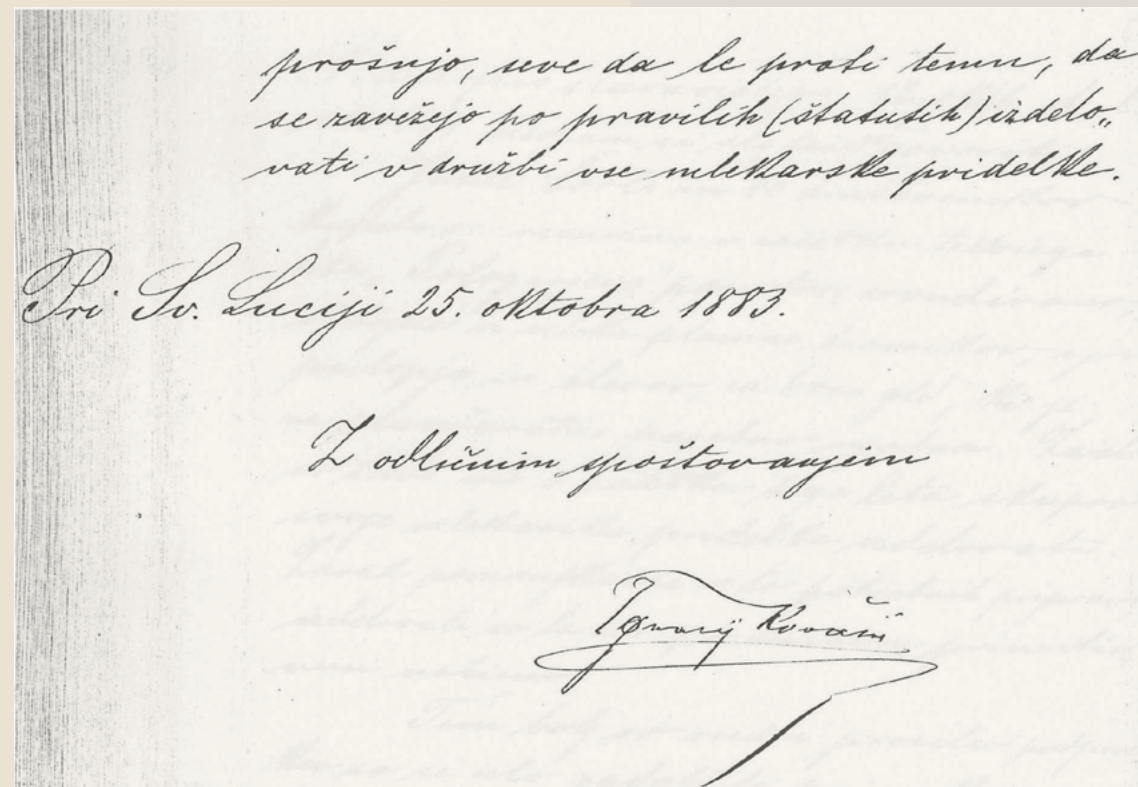 prošnjo, seve da le proti temu, da
se zavežejo po pravilih (štatutih) izdelo„
vati v družbi vse mlekarske pridelke.
Pri Sv. Luciji 25. oktobra 1883.
Z odličnim spoštovanjem
Ignacij Kovačič